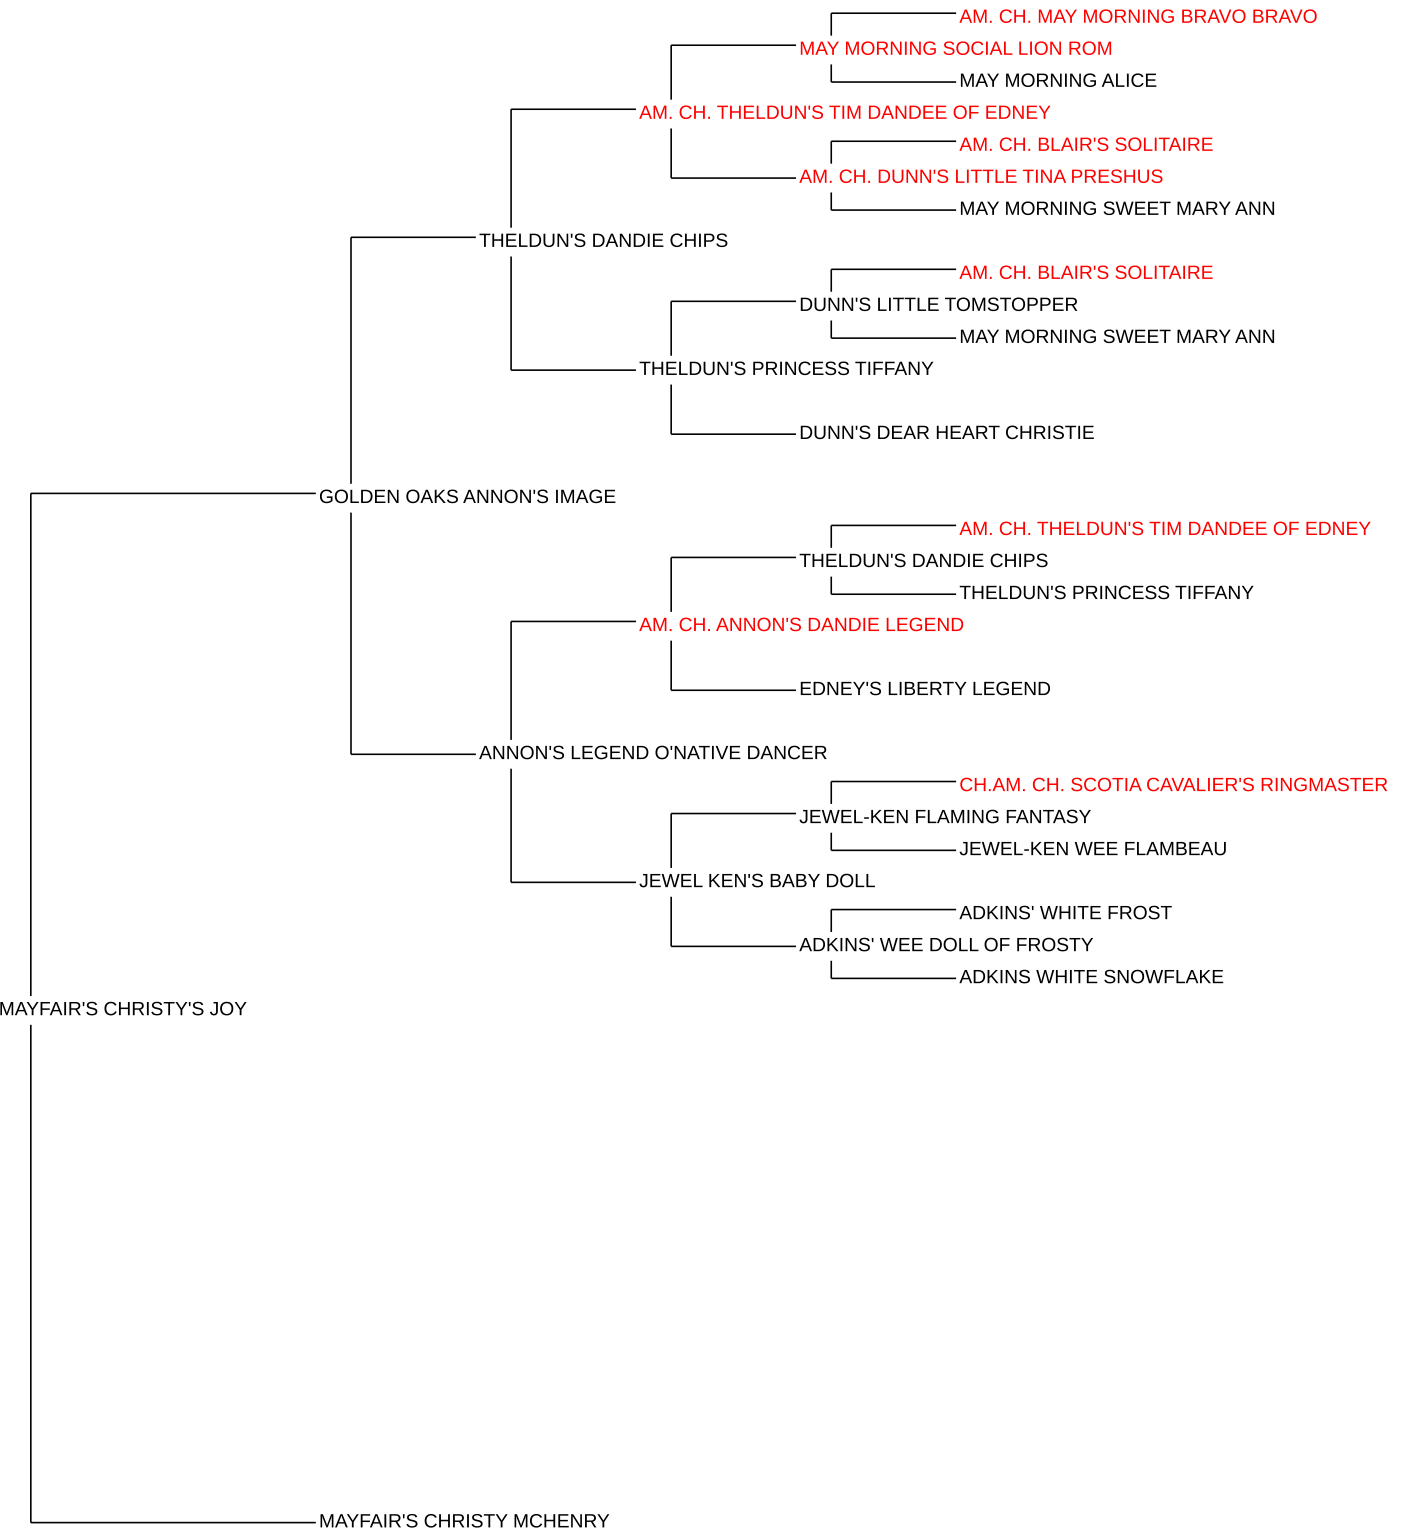 AM. CH. MAY MORNING BRAVO BRAVO
MAY MORNING SOCIAL LION ROM
MAY MORNING ALICE
AM. CH. THELDUN'S TIM DANDEE OF EDNEY
AM. CH. BLAIR'S SOLITAIRE
AM. CH. DUNN'S LITTLE TINA PRESHUS
MAY MORNING SWEET MARY ANN
THELDUN'S DANDIE CHIPS
AM. CH. BLAIR'S SOLITAIRE
DUNN'S LITTLE TOMSTOPPER
MAY MORNING SWEET MARY ANN
THELDUN'S PRINCESS TIFFANY
DUNN'S DEAR HEART CHRISTIE
GOLDEN OAKS ANNON'S IMAGE
AM. CH. THELDUN'S TIM DANDEE OF EDNEY
THELDUN'S DANDIE CHIPS
THELDUN'S PRINCESS TIFFANY
AM. CH. ANNON'S DANDIE LEGEND
EDNEY'S LIBERTY LEGEND
ANNON'S LEGEND O'NATIVE DANCER
CH.AM. CH. SCOTIA CAVALIER'S RINGMASTER
JEWEL-KEN FLAMING FANTASY
JEWEL-KEN WEE FLAMBEAU
JEWEL KEN'S BABY DOLL
ADKINS' WHITE FROST
ADKINS' WEE DOLL OF FROSTY
ADKINS WHITE SNOWFLAKE
MAYFAIR'S CHRISTY'S JOY
MAYFAIR'S CHRISTY MCHENRY